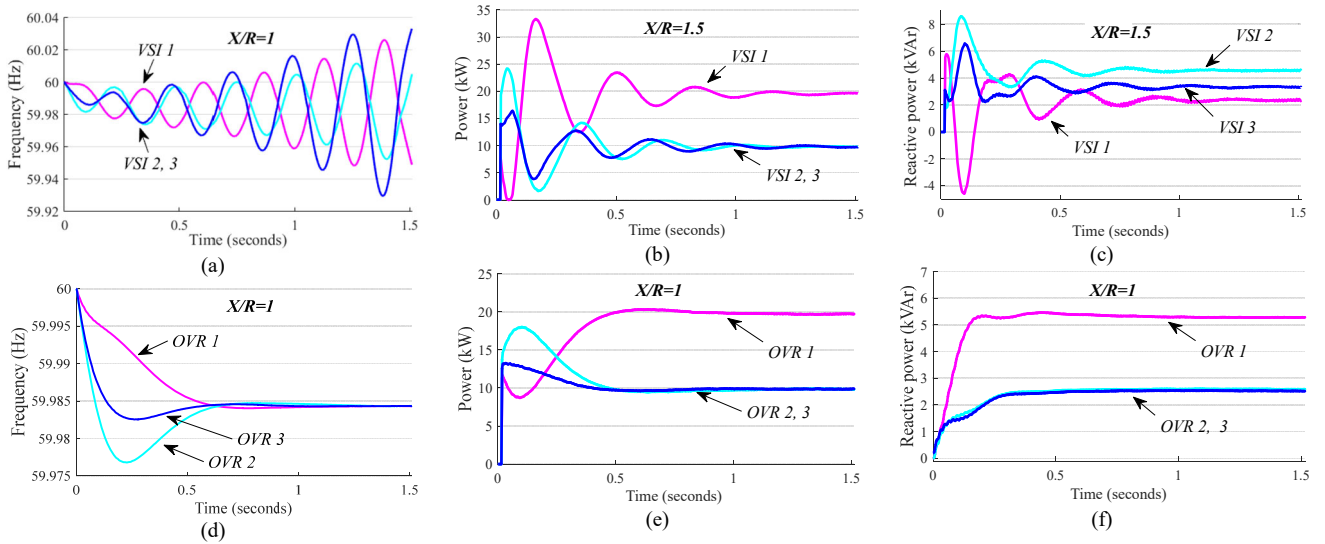 60.04
60.02
60
59.98
59.96
59.94
59.92
Frequency (Hz)
X/R=1
VSI 1
VSI 2, 3
0
0.5
1
1.5
Time (seconds)
(a)
35
30
25
20
15
10
5
0
Power (kW)
X/R=1.5
VSI 1
VSI 2, 3
0
0.5
1
1.5
Time (seconds)
(b)
8
6
4
2
0
-2
-4
Reactive power (kVAr)
X/R=1.5
VSI 2
VSI 3
VSI 1
0
0.5
1
1.5
Time (seconds)
(c)
60
59.995
59.99
59.985
59.98
59.975
Frequency (Hz)
X/R=1
OVR 1
OVR 3
OVR 2
0
0.5
1
1.5
Time (seconds)
(d)
25
20
15
10
5
0
Power (kW)
X/R=1
OVR 1
OVR 2, 3
0
0.5
1
1.5
Time (seconds)
(e)
7
6
5
4
3
2
1
0
Reactive power (kVAr)
X/R=1
OVR 1
OVR 2, 3
0
0.5
1
1.5
Time (seconds)
(f)